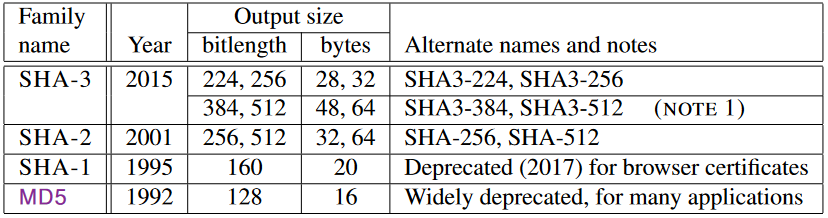 Family Output size
name Year bitlength bytes Alternate names and notes
SHA-3 2015 224, 256 28, 32 SHA3-224, SHA3-256
384, 512 48, 64 SHA3-384, SHA3-512 (NOTE 1)
SHA-2 2001 256, 512 32, 64 SHA-256, SHA-512
SHA-1 1995 160 20 Deprecated (2017) for browser certificates
MD5 1992 128 16 Widely deprecated, for many applications